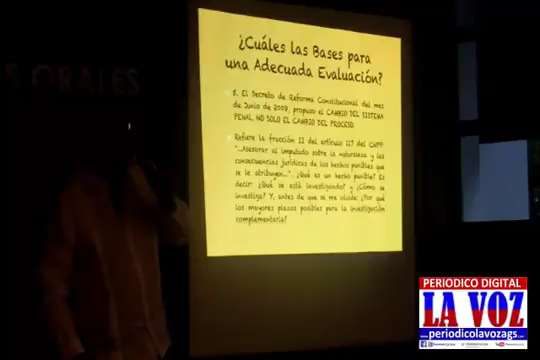 ORALES
¿Cuáles las Bases para
una Adecuada Evaluación?
8. El Decreto de Reforma Constitucional del mes
de Junio de 2008, propuso el CAMBIO DEL SISTEMA
PENAL, NO SOLO EL CAMBIO DEL PROCESO.
Refiere la fracción II del artículo 117 del CNPP:
"...Asesorar al imputado sobre la naturaleza y las
consecuencias jurídicas de los hechos punibles que
se le atribuyen...". ¿Qué es un hecho punible? Es
decir: ¿Qué se está investigando? y ¿Cómo se
investiga? Y, antes de que se me olvide: ¿Por qué
los mayores plazos posibles para la investigación
complementaria?
PERIODICO DIGITAL
LA VOZ
www.periodicolavozags.com